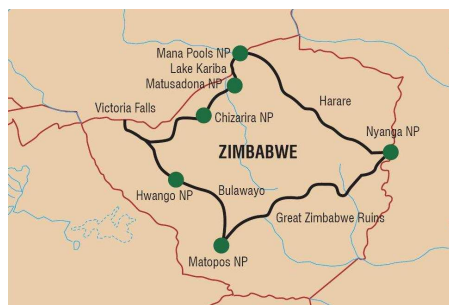 Mana Pools NP
Lake Kariba
Matusadona NP
Harare
Victoria Falls
Chizarira NP
Nyanga NP
ZIMBABWE
Hwango NP
Bulawayo
Great Zimbabwe Ruins
Matopos NP